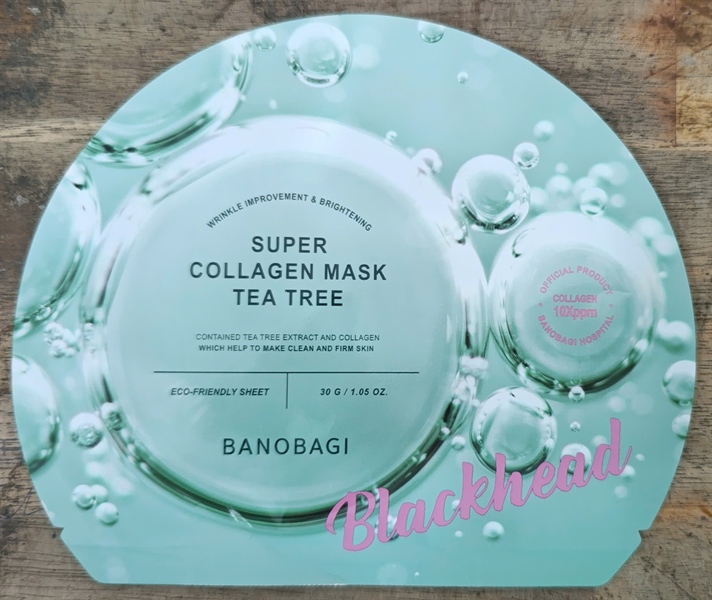 WRINKLE IMPROVEMENT & BRIGHTENING
SUPER
COLLAGEN MASK
TEA TREE
CONTAINED TEA TREE EXTRACT AND COLLAGEN
WHICH HELP TO MAKE CLEAN AND FIRM SKIN
ECO-FRIENDLY SHEET
30 G / 1.05 OZ.
BANOBAGI
OFFICIAL PRODUCT
COLLAGEN
10Xppm
BANOBAGI HOSPITAL
Blackhead